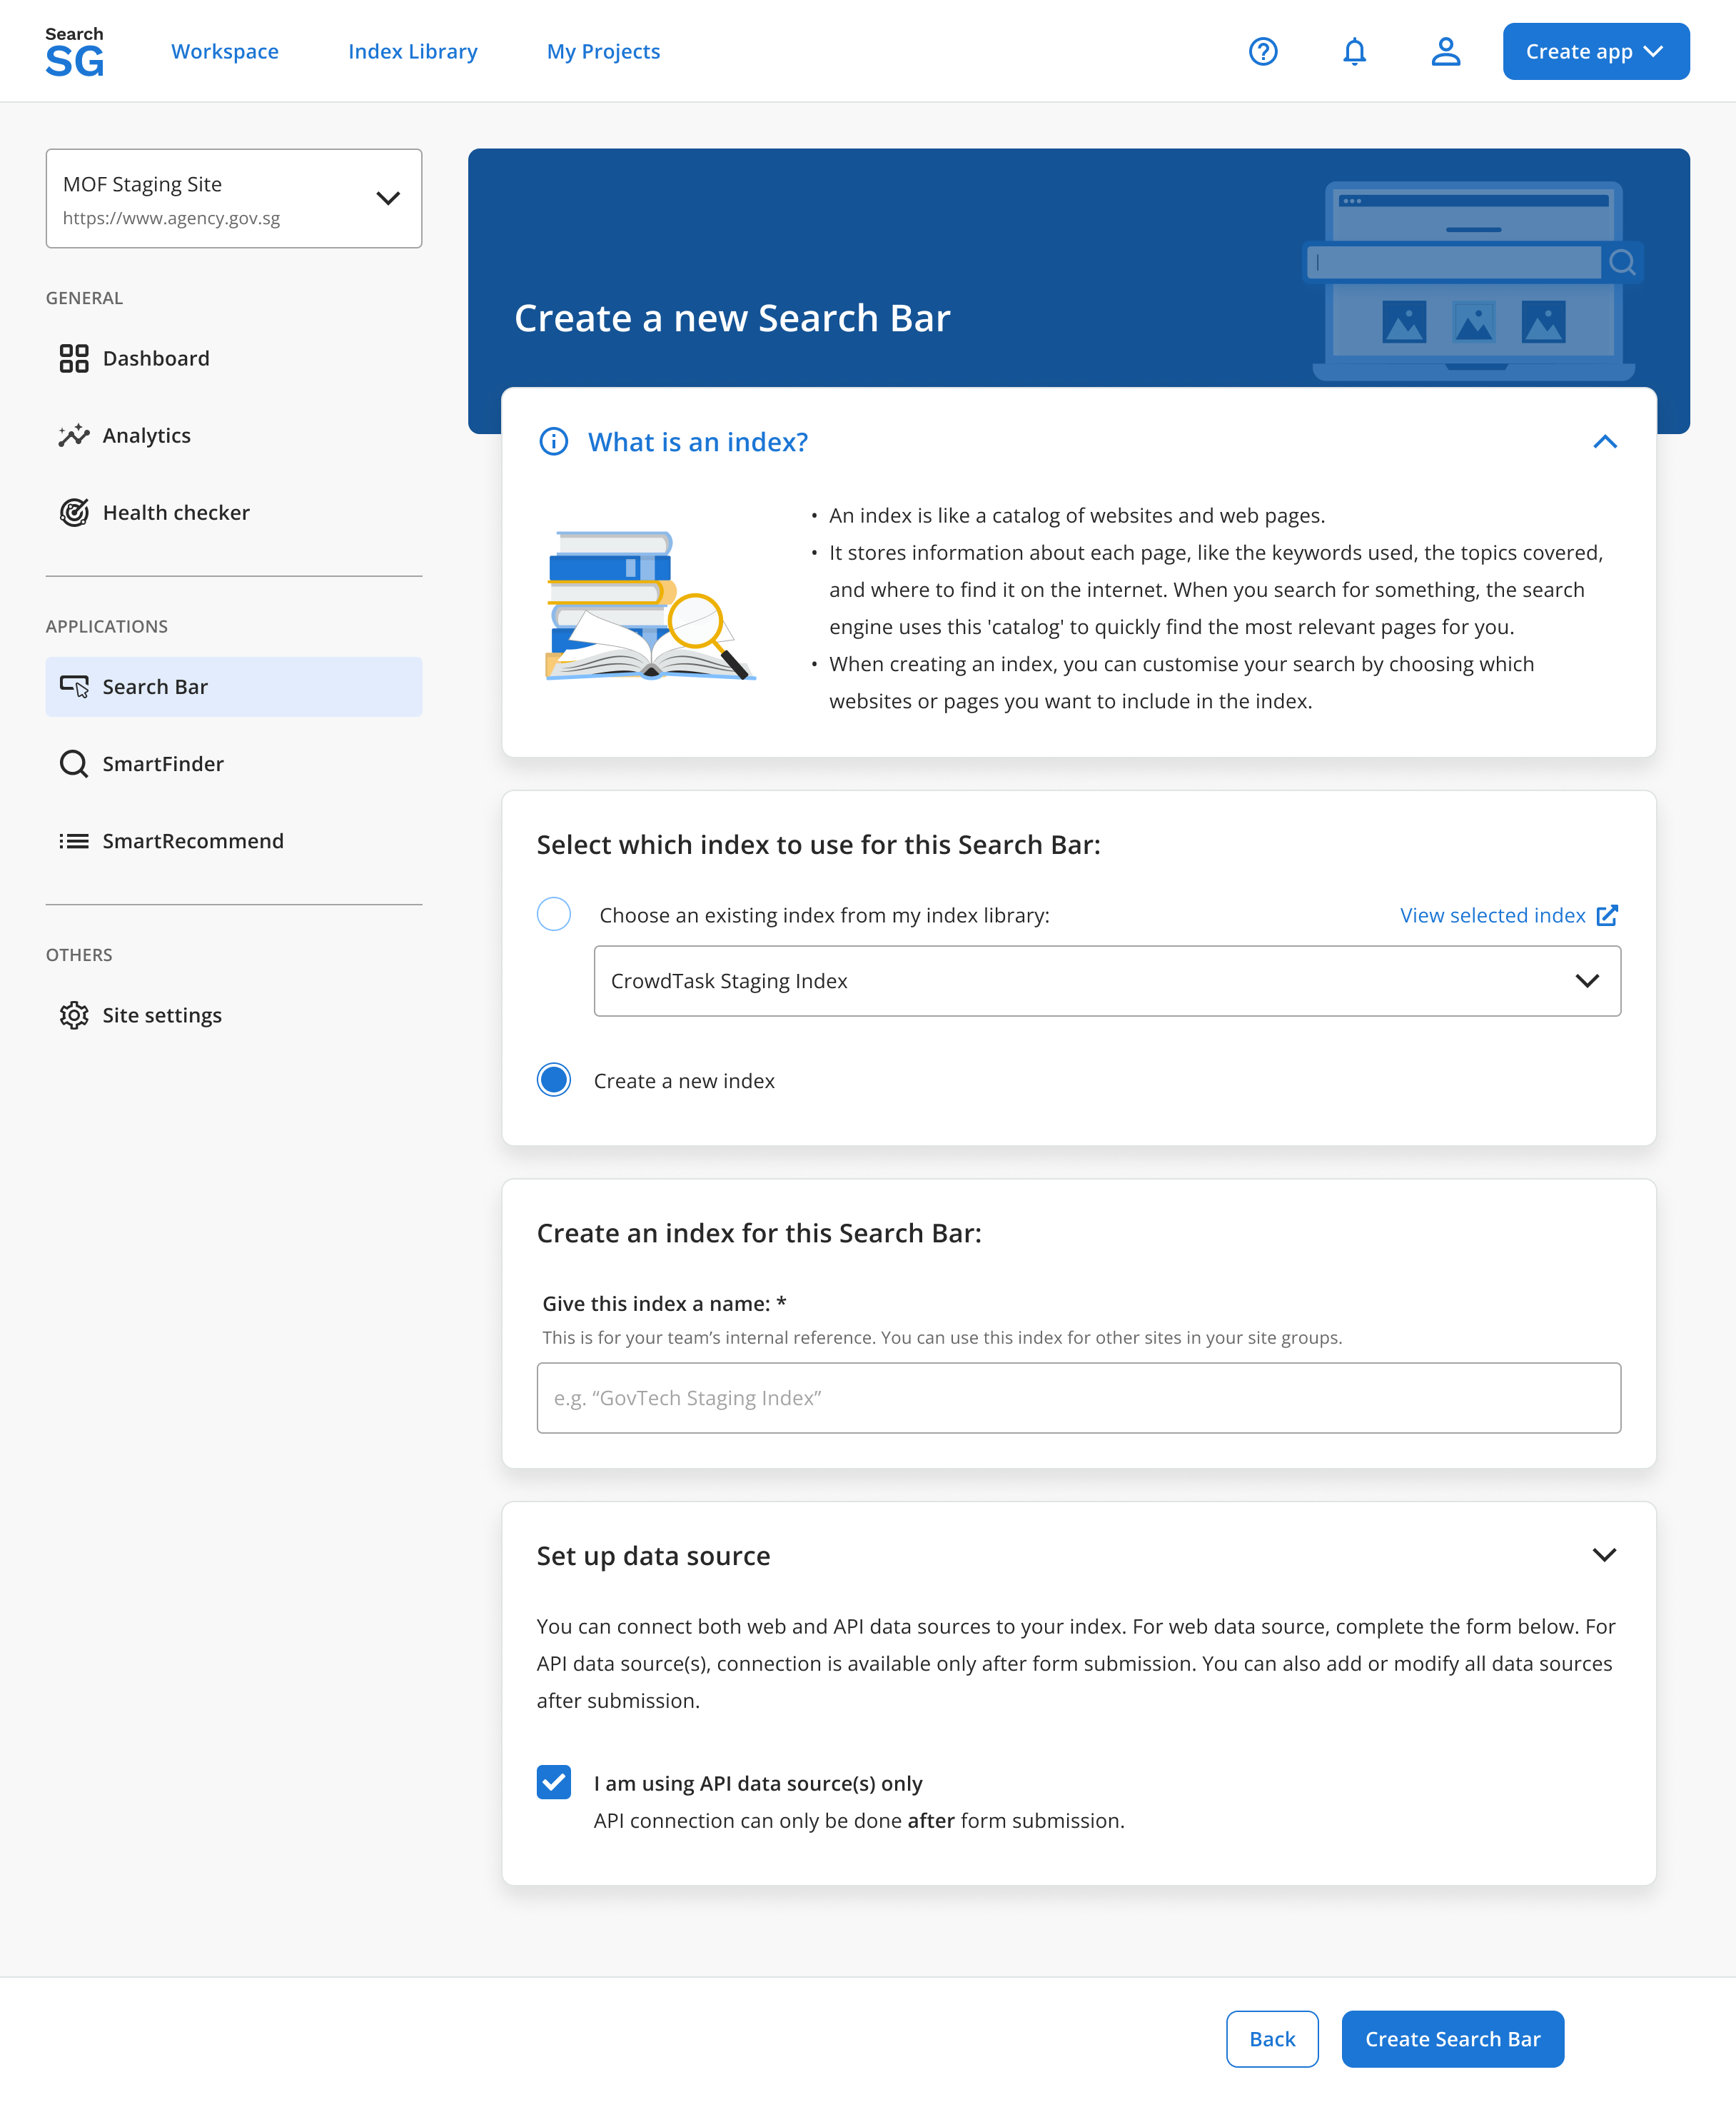 Search
SG
Workspace
Index Library
My Projects
Create app
MOF Staging Site
https://www.agency.gov.sg
GENERAL
Dashboard
Analytics
Health checker
APPLICATIONS
Search Bar
SmartFinder
SmartRecommend
OTHERS
Site settings
Create a new Search Bar
What is an index?
• An index is like a catalog of websites and web pages.
• It stores information about each page, like the keywords used, the topics covered,
and where to find it on the internet. When you search for something, the search
engine uses this 'catalog' to quickly find the most relevant pages for you.
• When creating an index, you can customise your search by choosing which
websites or pages you want to include in the index.
Select which index to use for this Search Bar:
Choose an existing index from my index library:
View selected index
CrowdTask Staging Index
Create a new index
Create an index for this Search Bar:
Give this index a name: *
This is for your team’s internal reference. You can use this index for other sites in your site groups.
e.g. “GovTech Staging Index”
Set up data source
You can connect both web and API data sources to your index. For web data source, complete the form below. For
API data source(s), connection is available only after form submission. You can also add or modify all data sources
after submission.
I am using API data source(s) only
API connection can only be done after form submission.
Back
Create Search Bar